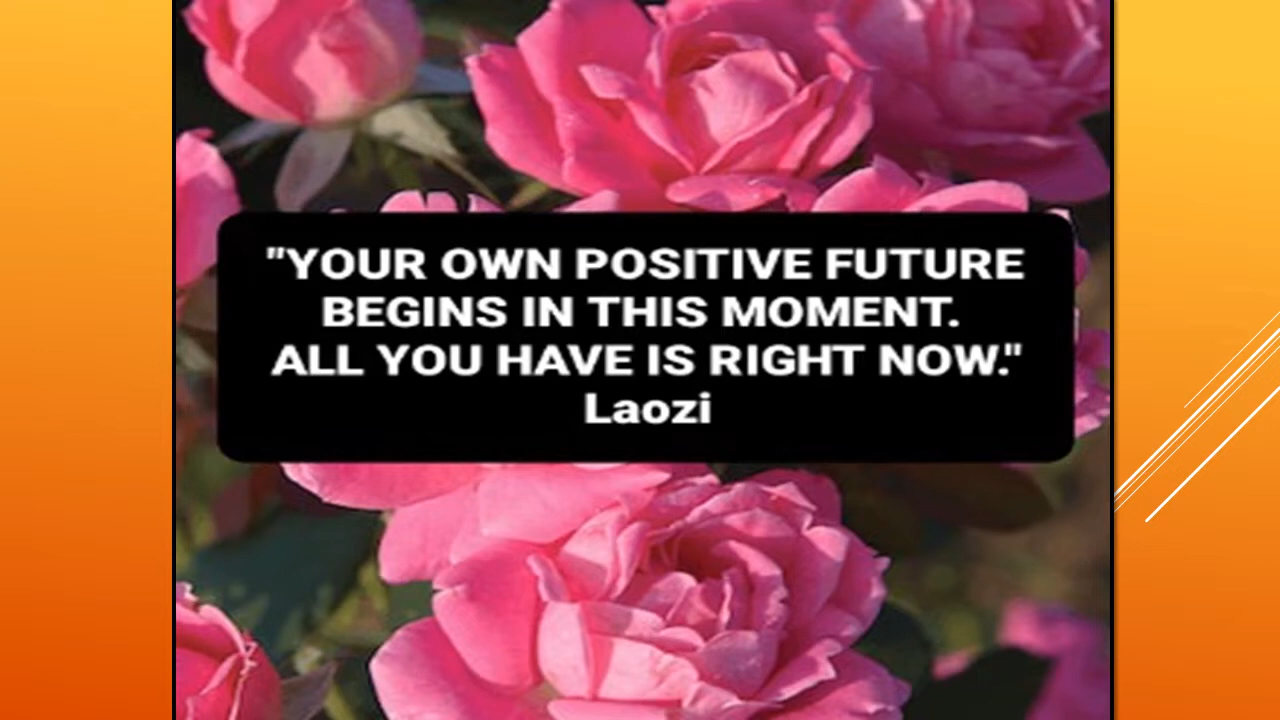 "YOUR OWN POSITIVE FUTURE
BEGINS IN THIS MOMENT.
ALL YOU HAVE IS RIGHT NOW."
Laozi